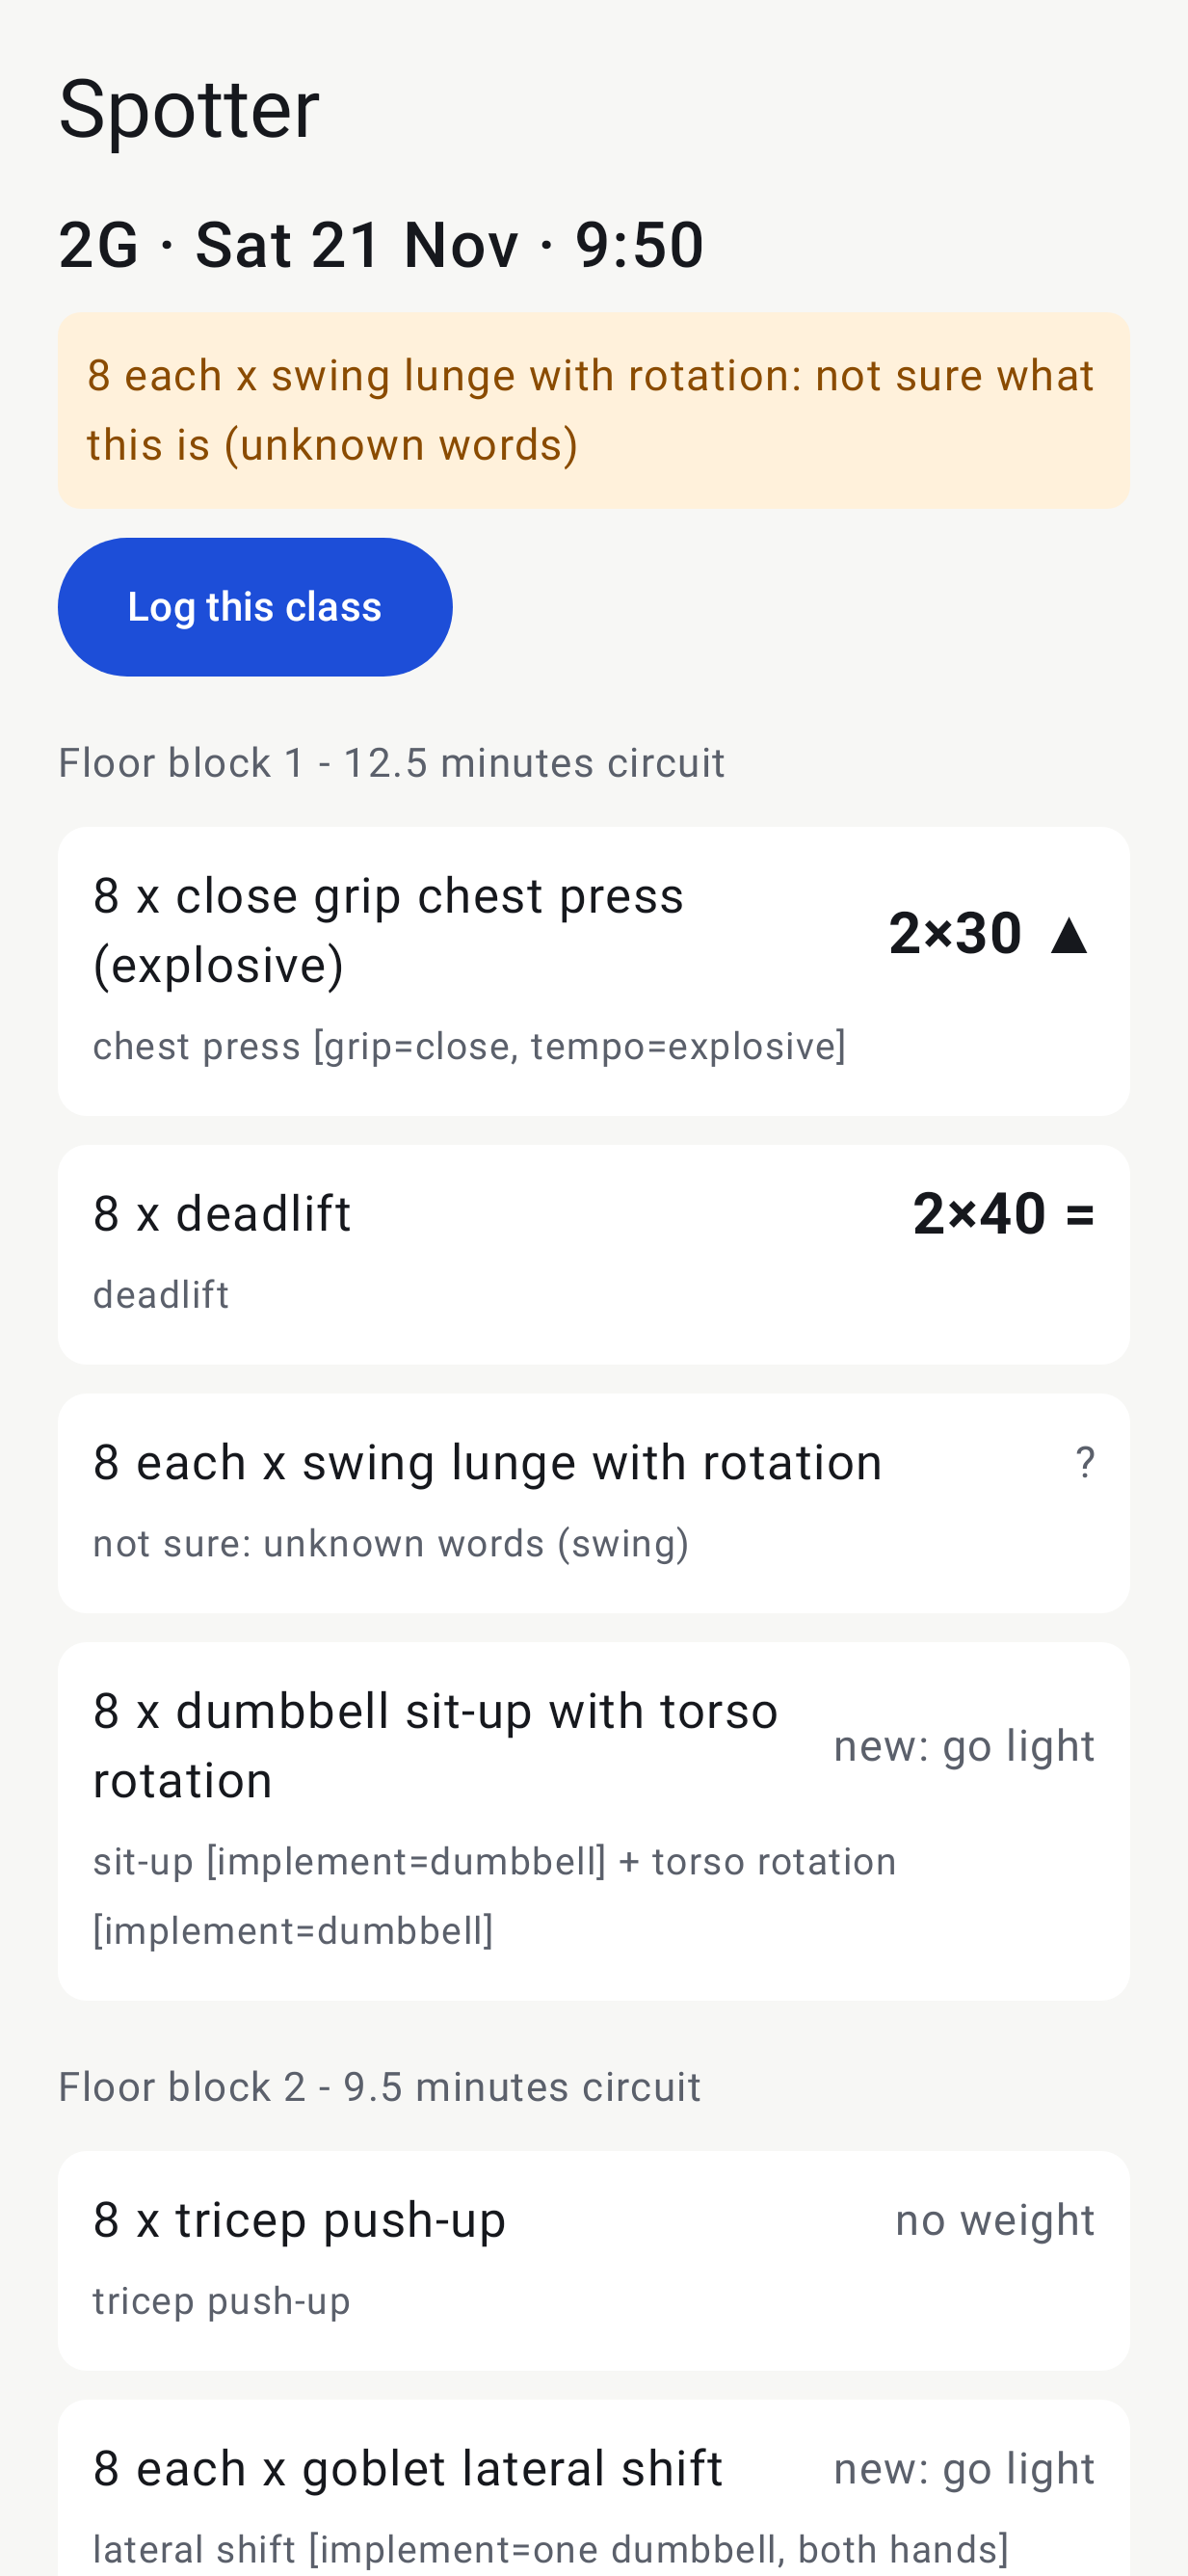 Spotter
2G · Sat 21 Nov · 9:50
8 each x swing lunge with rotation: not sure what
this is (unknown words)
Log this class
Floor block 1 - 12.5 minutes circuit
8 x close grip chest press
(explosive)
2×30 ▲
chest press [grip=close, tempo=explosive]
8 x deadlift
2×40 =
deadlift
8 each x swing lunge with rotation
?
not sure: unknown words (swing)
8 x dumbbell sit-up with torso
rotation
new: go light
sit-up [implement=dumbbell] + torso rotation
[implement=dumbbell]
Floor block 2 - 9.5 minutes circuit
8 x tricep push-up
no weight
tricep push-up
8 each x goblet lateral shift
new: go light
lateral shift [implement=one dumbbell, both hands]